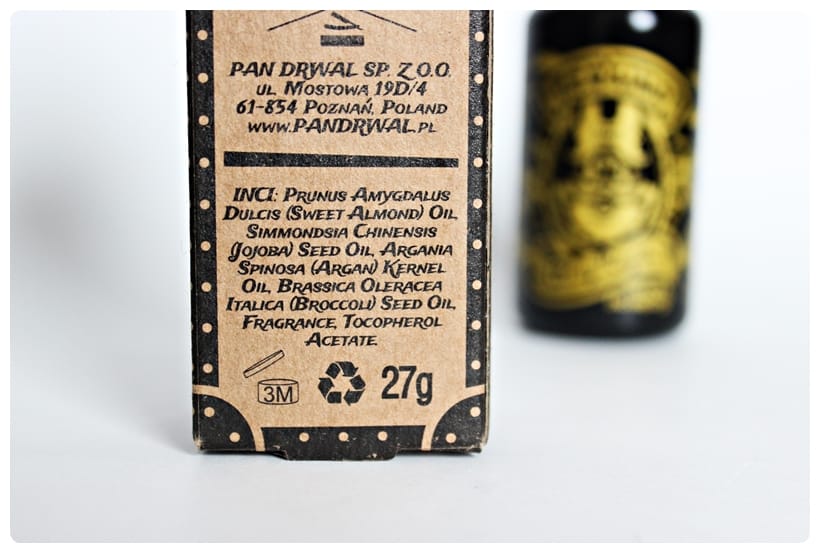 PAN DRWAL SP. Z O.O.
UL. MOSTOWA 19D/4
61-854 POZNAŃ, POLAND
WWW.PANDRWAL.PL
INCI: PRUNUS AMYGDALUS
DULCIS (SWEET ALMOND) OIL,
SIMMONDSIA CHINENSIS
(JOJOBA) SEED OIL, ARGANIA
SPINOSA (ARGAN) KERNEL
OIL, BRASSICA OLERACEA
ITALICA (BROCCOLI) SEED OIL,
FRAGRANCE, TOCOPHEROL
ACETATE.
3M 27g